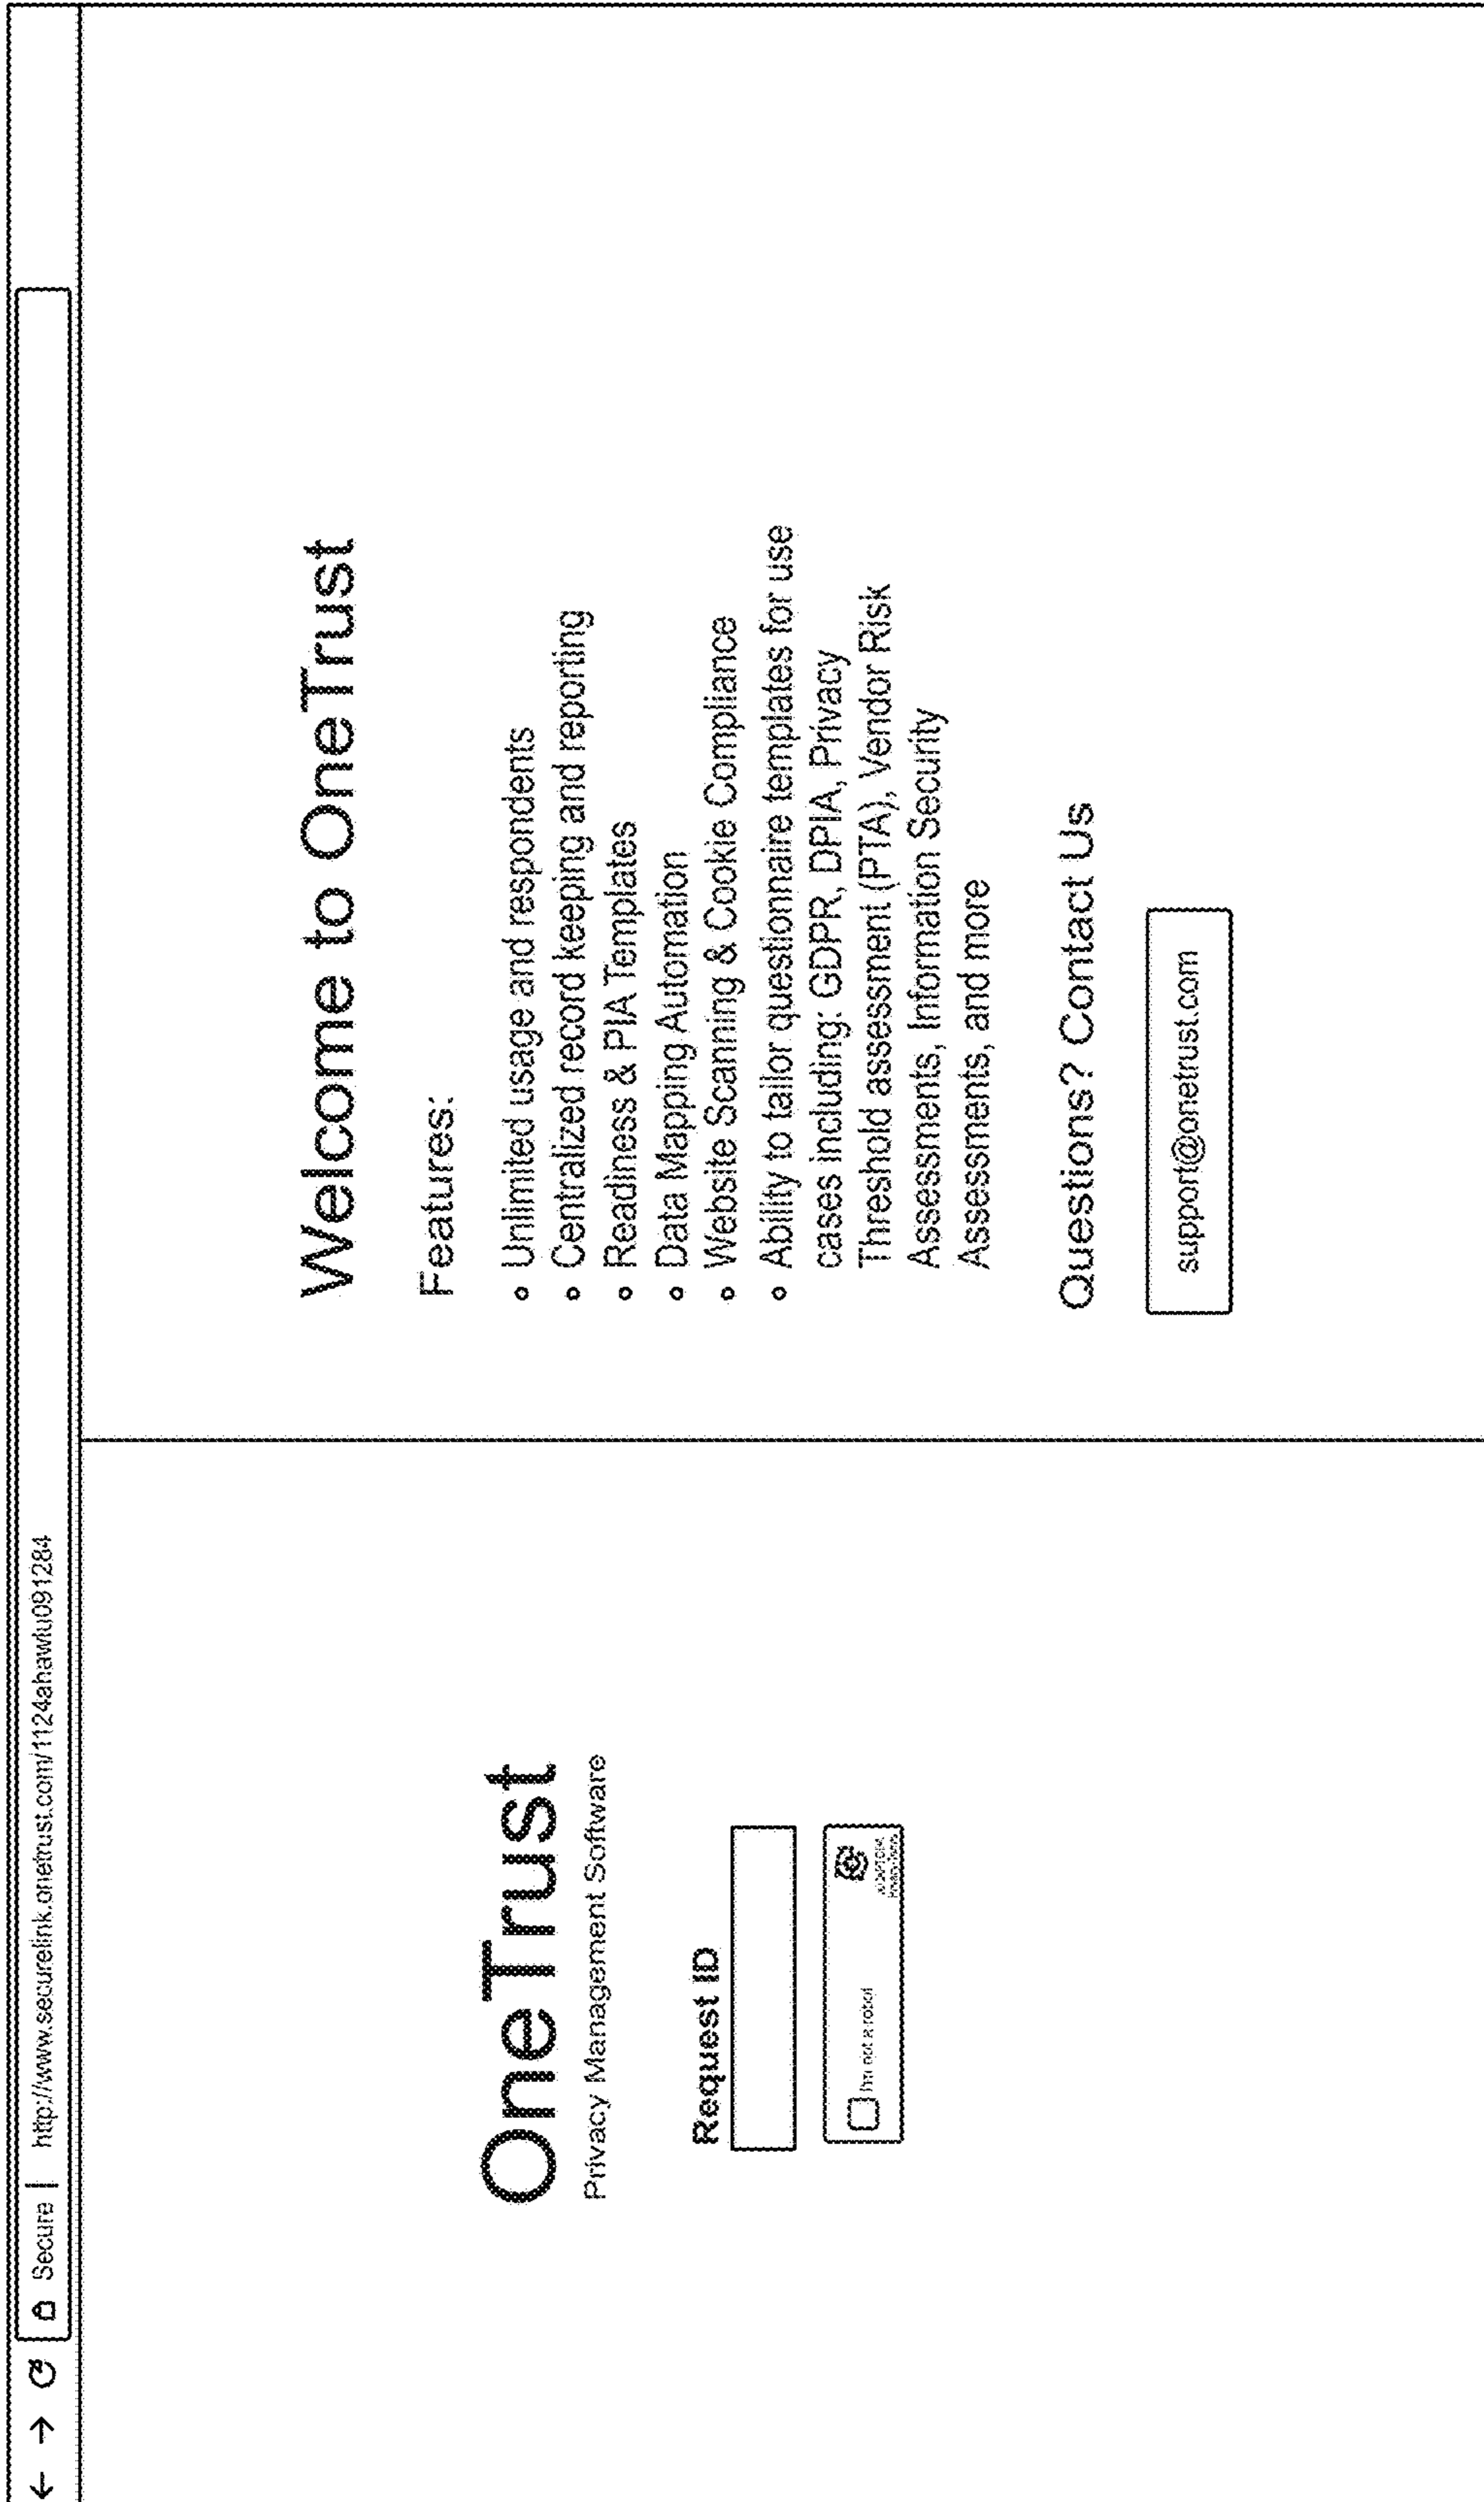 Secure | http://www.securelink.onetrust.com/1124ahawlu091284
OneTrust
Privacy Management Software
Request ID
I'm not a robot
Welcome to OneTrust
Features:
Unlimited usage and respondents
Centralized record keeping and reporting
Readiness & PIA Templates
Data Mapping Automation
Website Scanning & Cookie Compliance
Ability to tailor questionnaire templates for use
cases including: GDPR, DPIA, Privacy
Threshold assessment (PTA), Vendor Risk
Assessments, Information Security
Assessments, and more
Questions? Contact Us
support@onetrust.com